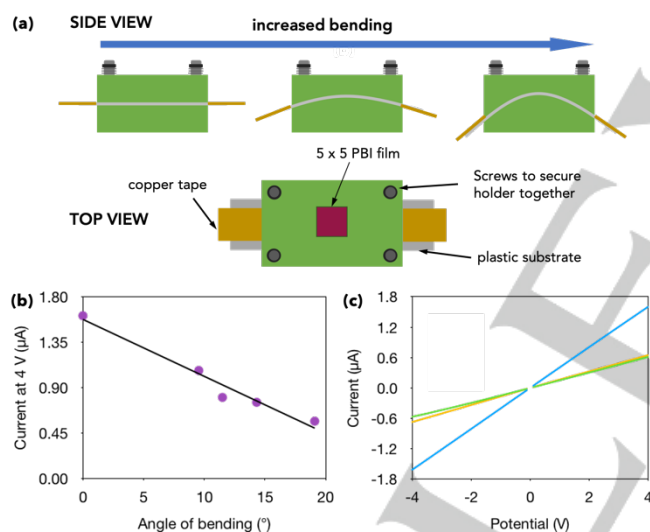 (a)
SIDE VIEW
increased bending
5 x 5 PBI film
copper tape
Screws to secure
holder together
TOP VIEW
plastic substrate
(b)
1.80
1.35
0.90
0.45
0.00
Current at 4 V (µA)
0
5
10
15
20
Angle of bending (°)
(c)
1.8
1.2
0.6
0.0
-0.6
-1.2
-1.8
Current (µA)
-4
-2
0
2
4
Potential (V)